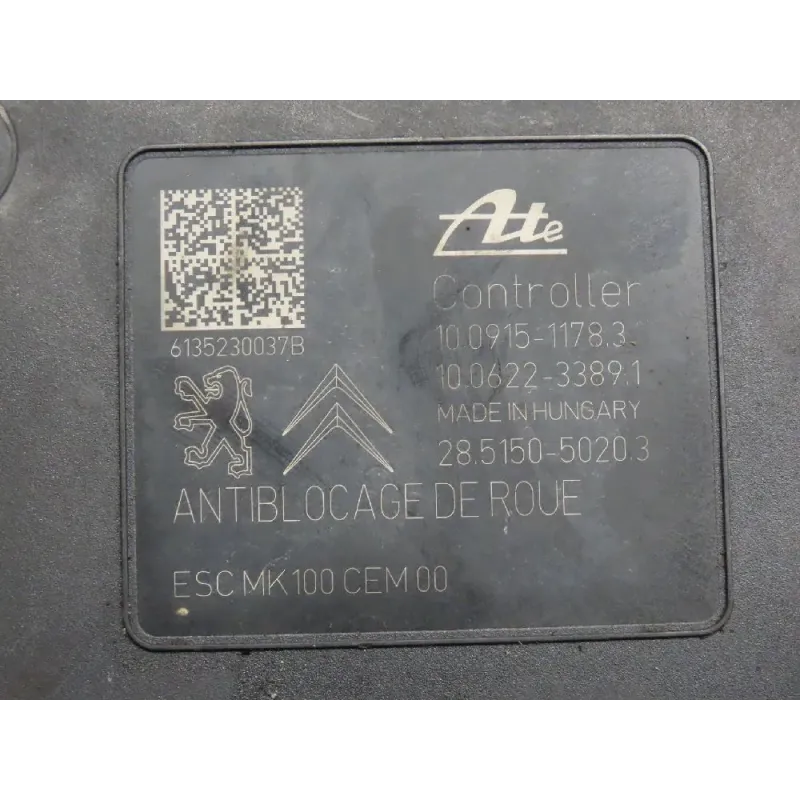 Ate
Controller
10.0915-1178.3
6135230037B
10.0622-3389.1
MADE IN HUNGARY
28.5150-5020.3
ANTIBLOCAGE DE ROUE
ESC MK100 CEM 00